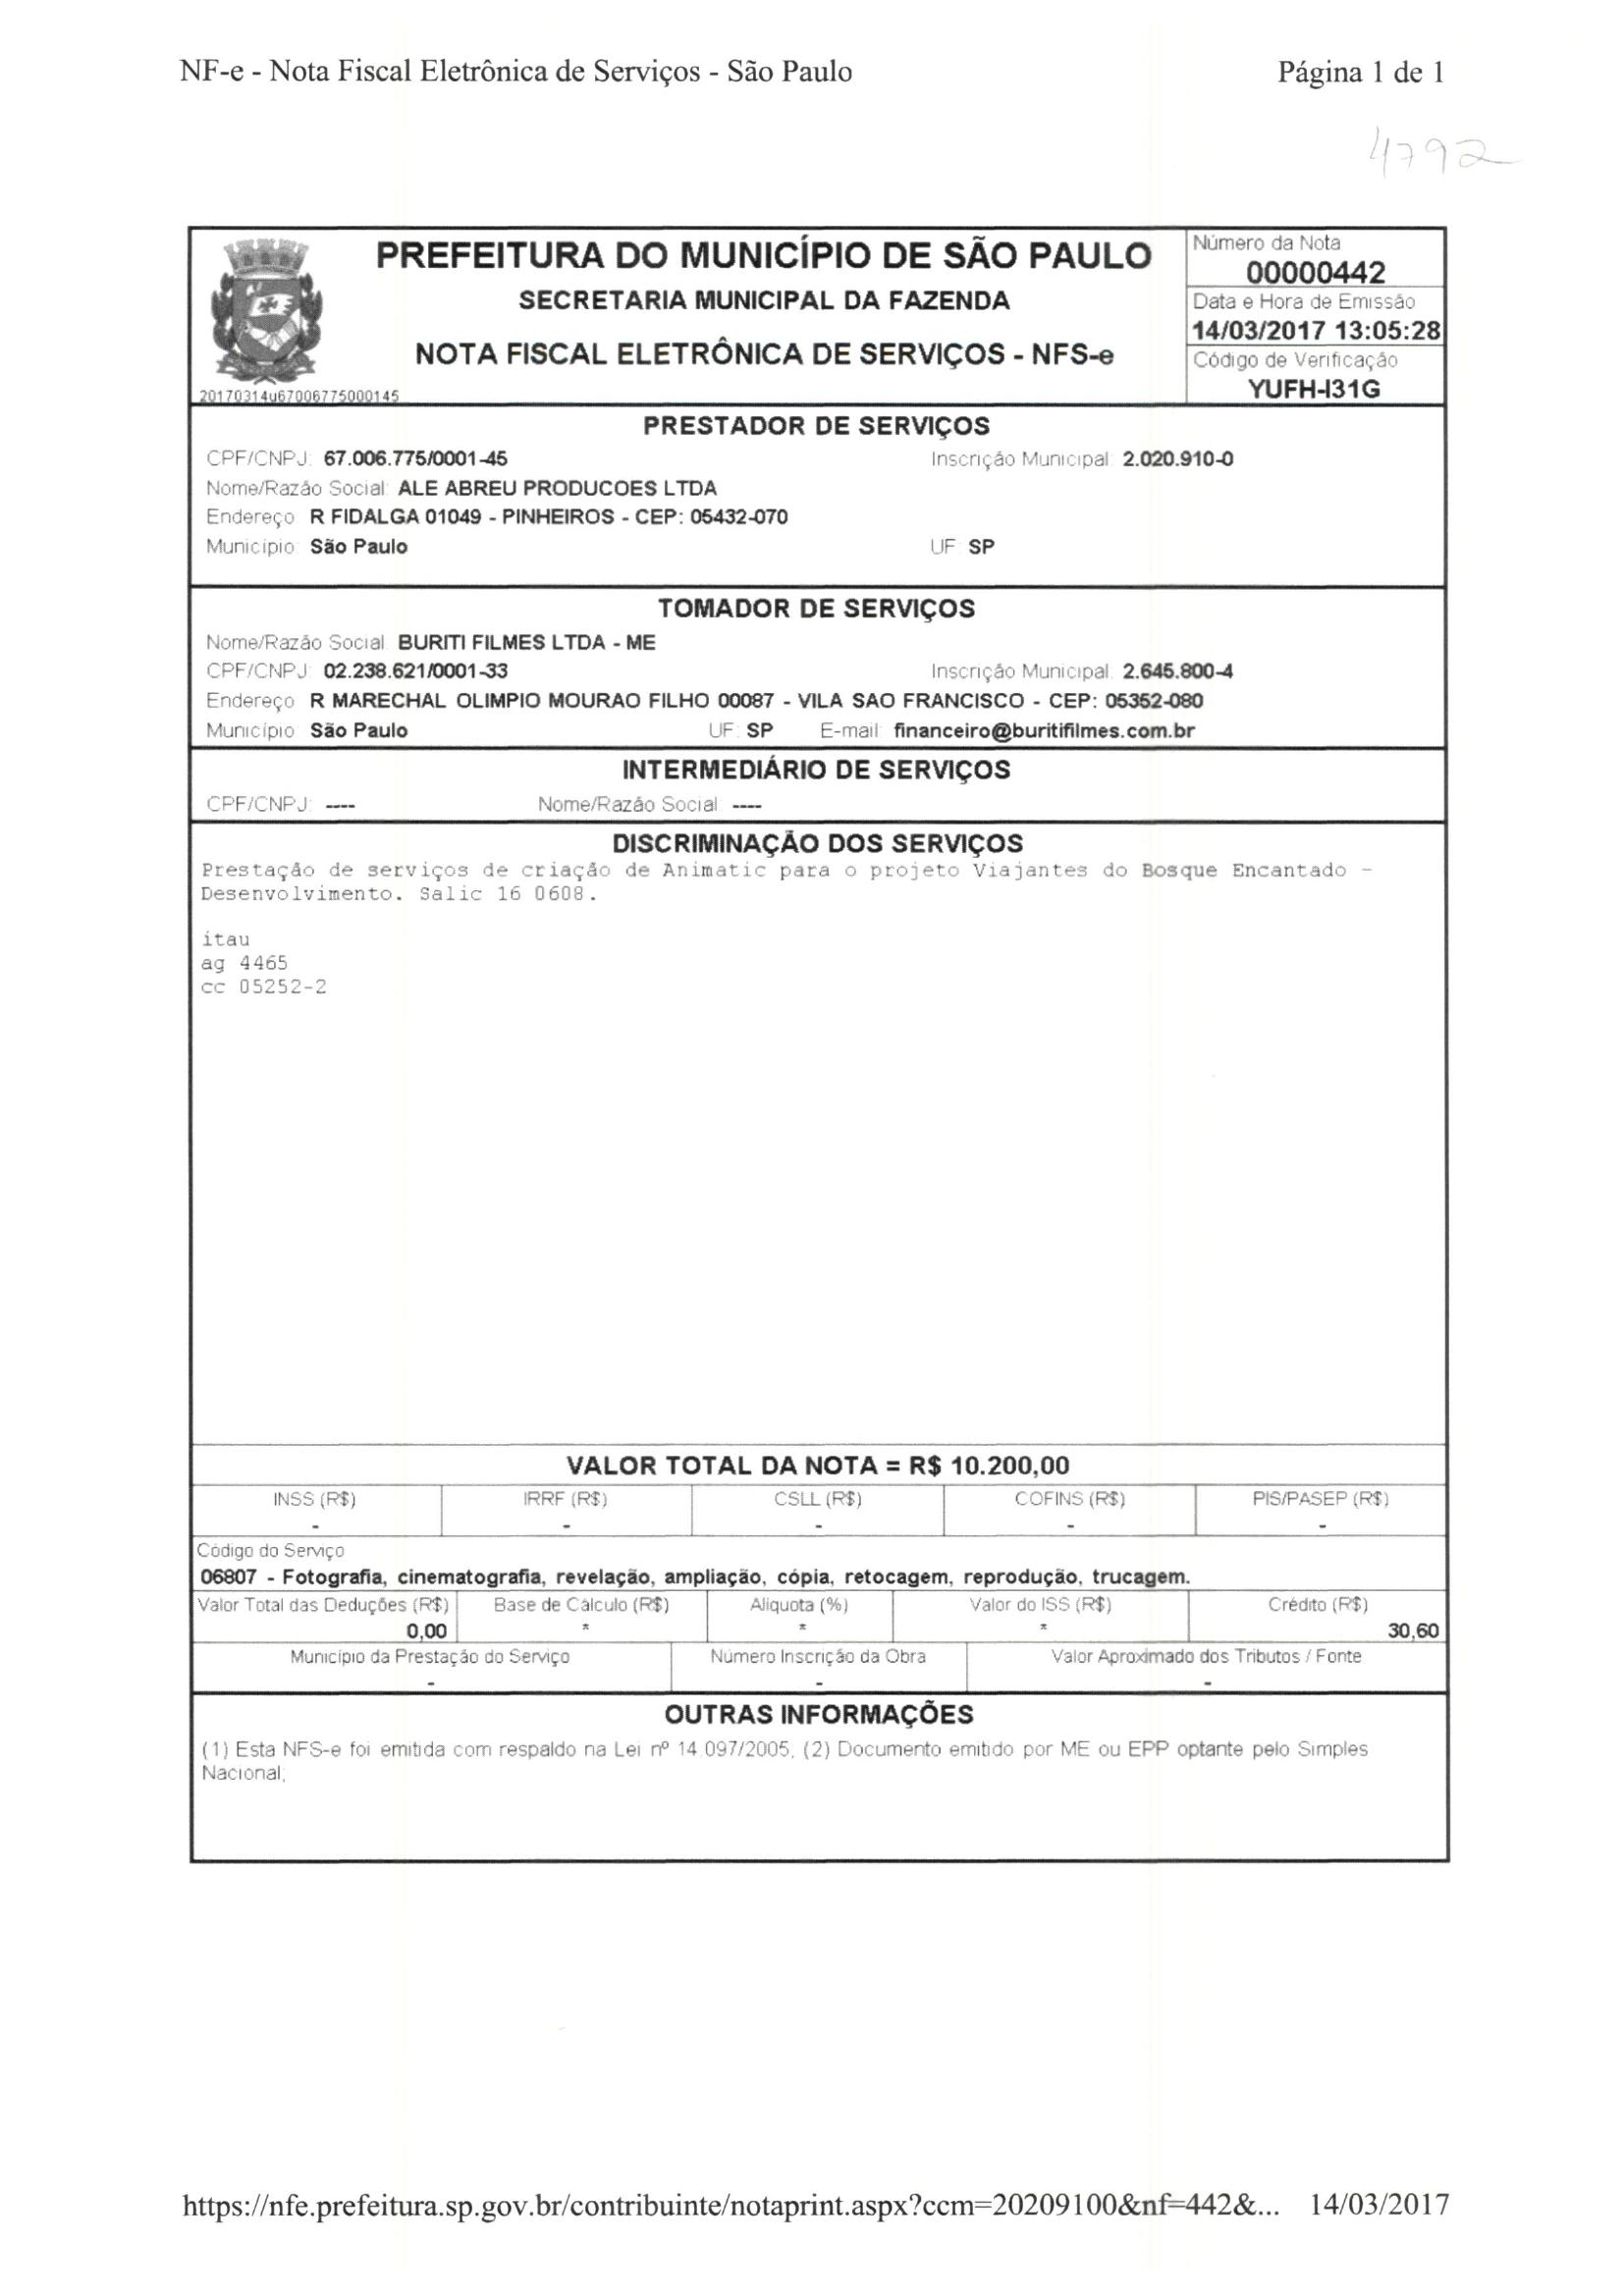 NF-e - Nota Fiscal Eletrônica de Serviços - São Paulo Página 1 de 1
4792
PREFEITURA DO MUNICÍPIO DE SÃO PAULO
SECRETARIA MUNICIPAL DA FAZENDA
NOTA FISCAL ELETRÔNICA DE SERVIÇOS - NFS-e
20170314u67006775000145
Número da Nota
00000442
Data e Hora de Emissão
14/03/2017 13:05:28
Código de Verificação
YUFH-I31G
PRESTADOR DE SERVIÇOS
CPF/CNPJ: 67.006.775/0001-45 Inscrição Municipal: 2.020.910-0
Nome/Razão Social: ALE ABREU PRODUCOES LTDA
Endereço: R FIDALGA 01049 - PINHEIROS - CEP: 05432-070
Município: São Paulo UF: SP
TOMADOR DE SERVIÇOS
Nome/Razão Social: BURITI FILMES LTDA - ME
CPF/CNPJ: 02.238.621/0001-33 Inscrição Municipal: 2.645.800-4
Endereço: R MARECHAL OLIMPIO MOURAO FILHO 00087 - VILA SAO FRANCISCO - CEP: 05352-080
Município: São Paulo UF: SP E-mail: financeiro@buritifilmes.com.br
INTERMEDIÁRIO DE SERVIÇOS
CPF/CNPJ: ---- Nome/Razão Social: ----
DISCRIMINAÇÃO DOS SERVIÇOS
Prestação de serviços de criação de Animatic para o projeto Viajantes do Bosque Encantado -
Desenvolvimento. Salic 16 0608.
itau
ag 4465
cc 05252-2
VALOR TOTAL DA NOTA = R$ 10.200,00
INSS (R$) IRRF (R$) CSLL (R$) COFINS (R$) PIS/PASEP (R$)
- - - - -
Código do Serviço
06807 - Fotografia, cinematografia, revelação, ampliação, cópia, retocagem, reprodução, trucagem.
Valor Total das Deduções (R$) Base de Cálculo (R$) Alíquota (%) Valor do ISS (R$) Crédito (R$)
0,00 * * * 30,60
Município da Prestação do Serviço Número Inscrição da Obra Valor Aproximado dos Tributos / Fonte
- - -
OUTRAS INFORMAÇÕES
(1) Esta NFS-e foi emitida com respaldo na Lei nº 14.097/2005; (2) Documento emitido por ME ou EPP optante pelo Simples
Nacional;
https://nfe.prefeitura.sp.gov.br/contribuinte/notaprint.aspx?ccm=20209100&nf=442&... 14/03/2017